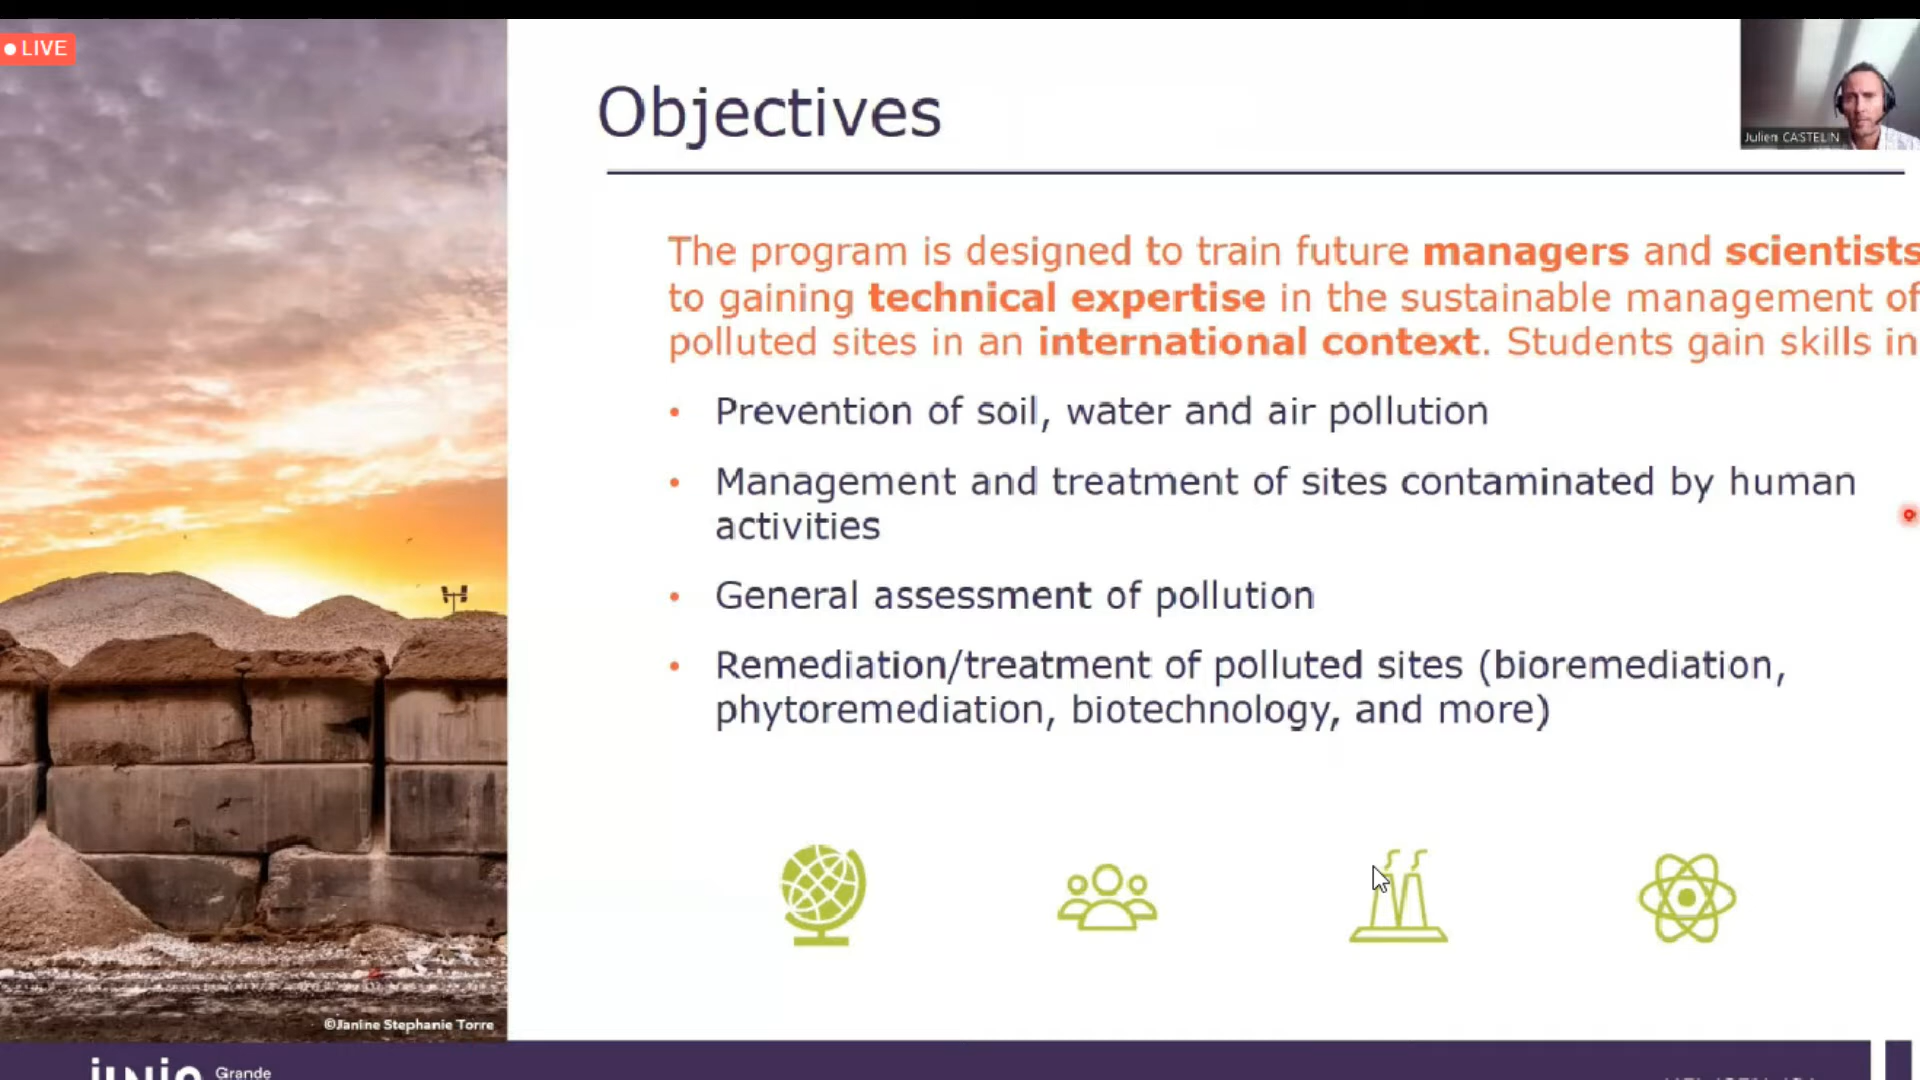 LIVE
Objectives
Julien CASTELIN
The program is designed to train future managers and scientists
to gaining technical expertise in the sustainable management of
polluted sites in an international context. Students gain skills in
• Prevention of soil, water and air pollution
• Management and treatment of sites contaminated by human
activities
• General assessment of pollution
• Remediation/treatment of polluted sites (bioremediation,
phytoremediation, biotechnology, and more)
©Janine Stephanie Torre
Grande